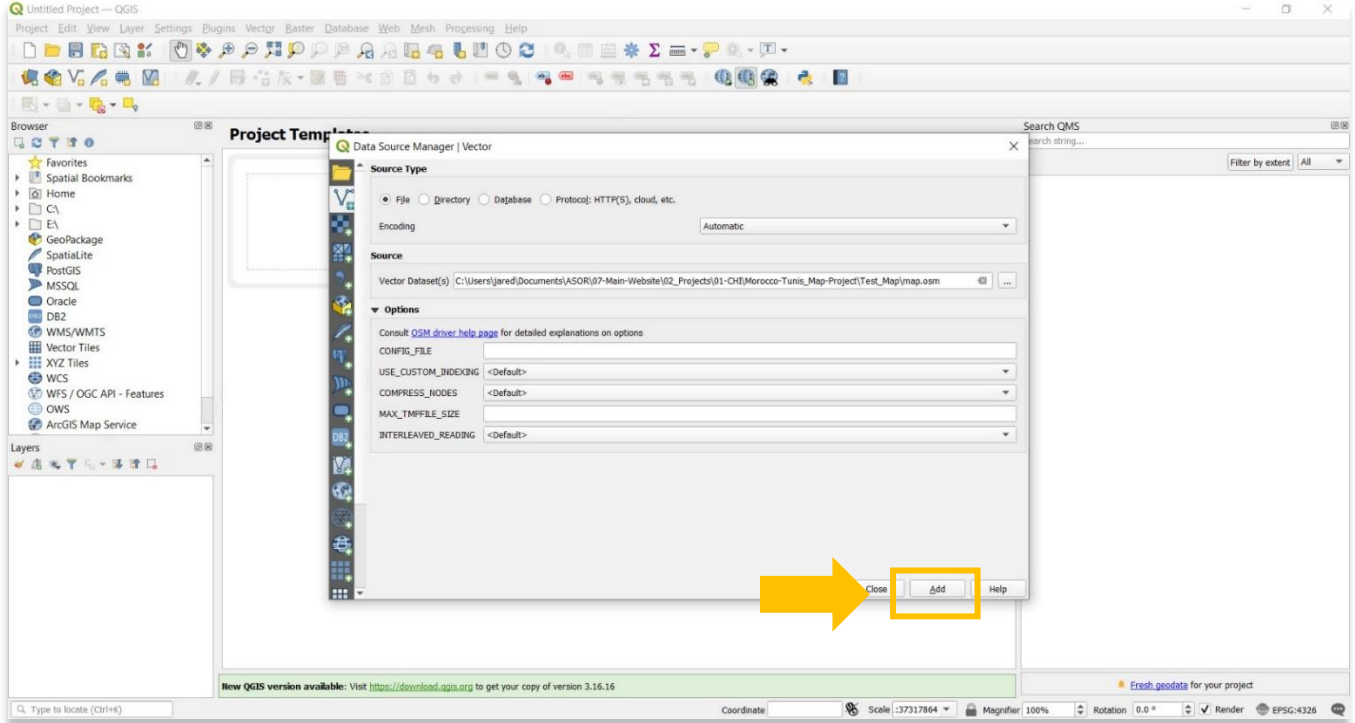 Untitled Project — QGIS
Project Edit View Layer Settings Plugins Vector Raster Database Web Mesh Processing Help
Browser
Favorites
Spatial Bookmarks
Home
C:\
E:\
GeoPackage
SpatiaLite
PostGIS
MSSQL
Oracle
DB2
WMS/WMTS
Vector Tiles
XYZ Tiles
WCS
WFS / OGC API - Features
OWS
ArcGIS Map Service
Layers
Project Templates
Data Source Manager | Vector
Source Type
File Directory Database Protocol: HTTP(S), cloud, etc.
Encoding Automatic
Source
Vector Dataset(s) C:\Users\jared\Documents\ASOR\07-Main-Website\02_Projects\01-CHI\Morocco-Tunis_Map-Project\Test_Map\map.osm ...
Options
Consult OSM driver help page for detailed explanations on options
CONFIG_FILE
USE_CUSTOM_INDEXING <Default>
COMPRESS_NODES <Default>
MAX_TMPFILE_SIZE
INTERLEAVED_READING <Default>
DB2
Close Add Help
Search QMS
search string...
Filter by extent All
New QGIS version available: Visit https://download.qgis.org to get your copy of version 3.16.16
Fresh geodata for your project
Type to locate (Ctrl+K) Coordinate Scale :37317864 Magnifier 100% Rotation 0.0 ° Render EPSG:4326